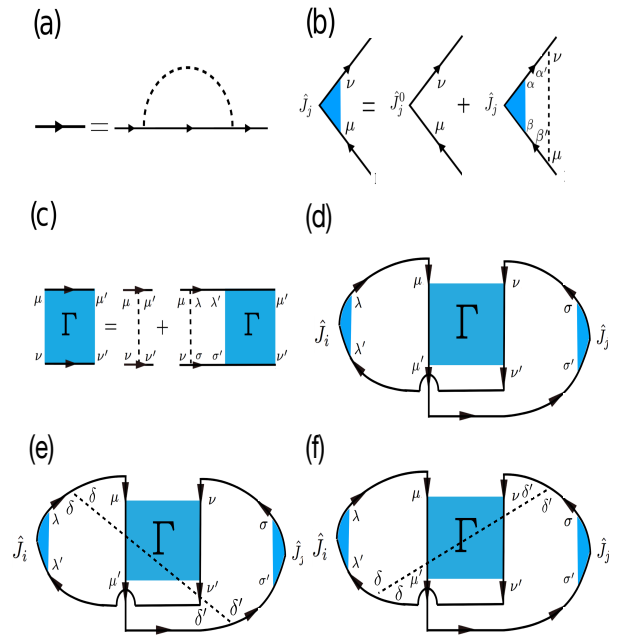 (a)
(b)
Ĵⱼ ν μ = Ĵⱼ⁰ ν μ + Ĵⱼ ν α α′ β β′ μ
=
(c)
μ μ′ Γ ν ν′ = μ μ′ ν ν′ + μ λ λ′ μ′ ν σ σ′ Γ ν′
(d)
Ĵᵢ λ λ′ μ μ′ Γ ν ν′ σ σ′ Ĵⱼ
(e)
Ĵᵢ λ λ′ δ′ δ μ μ′ Γ ν ν′ δ′ δ′ σ σ′ Ĵⱼ
(f)
Ĵᵢ λ λ′ δ δ μ μ′ Γ ν ν′ δ′ δ′ σ σ′ Ĵⱼ